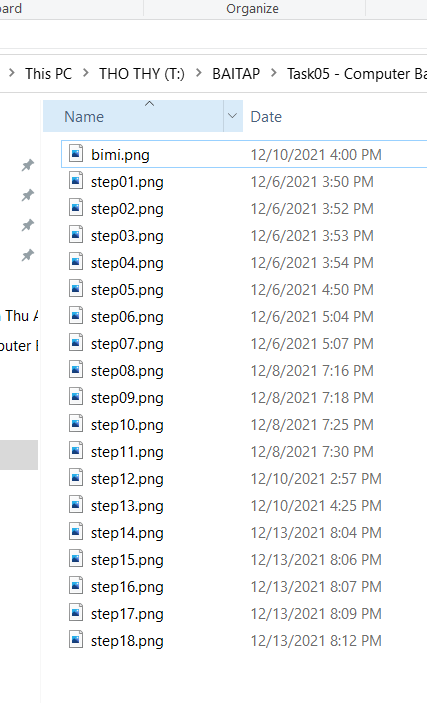 ard
Organize
> This PC > THO THY (T:) > BAITAP > Task05 - Computer Ba
Name Date
bimi.png 12/10/2021 4:00 PM
step01.png 12/6/2021 3:50 PM
step02.png 12/6/2021 3:52 PM
step03.png 12/6/2021 3:53 PM
step04.png 12/6/2021 3:54 PM
step05.png 12/6/2021 4:50 PM
step06.png 12/6/2021 5:04 PM
Thu A
step07.png 12/6/2021 5:07 PM
puter B
step08.png 12/8/2021 7:16 PM
step09.png 12/8/2021 7:18 PM
step10.png 12/8/2021 7:25 PM
step11.png 12/8/2021 7:30 PM
step12.png 12/10/2021 2:57 PM
step13.png 12/10/2021 4:25 PM
step14.png 12/13/2021 8:04 PM
step15.png 12/13/2021 8:06 PM
step16.png 12/13/2021 8:07 PM
step17.png 12/13/2021 8:09 PM
step18.png 12/13/2021 8:12 PM